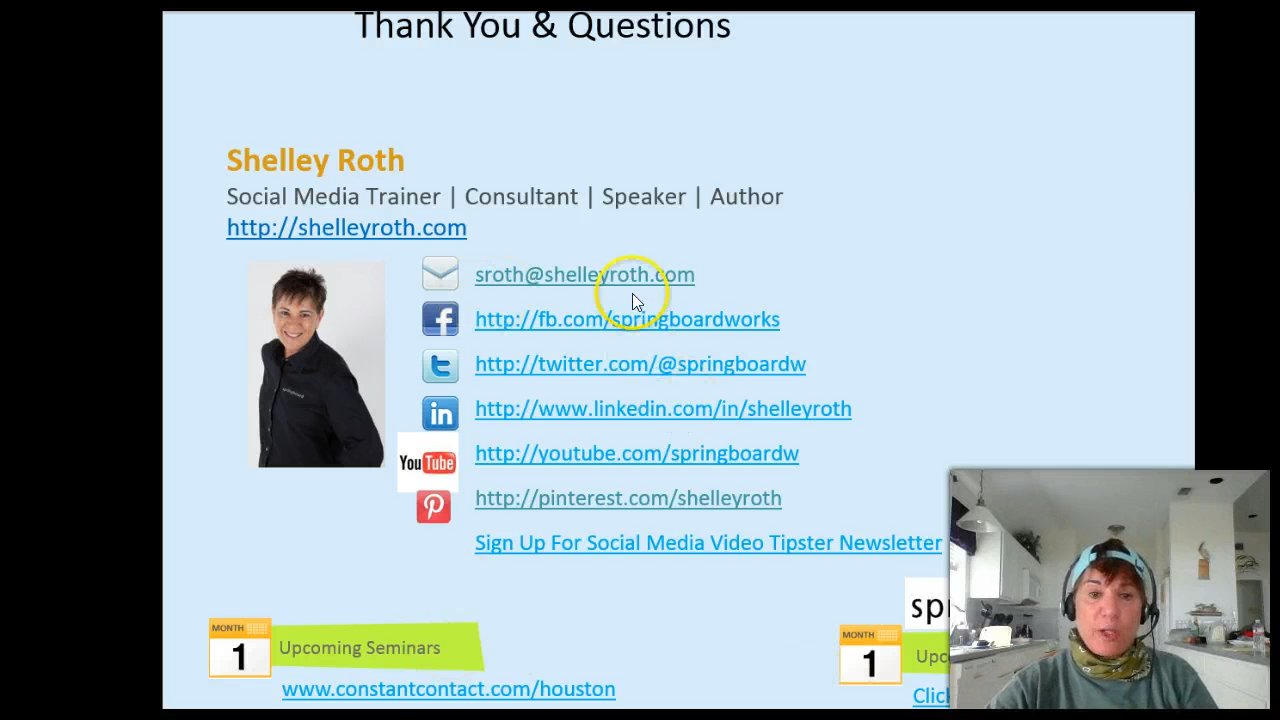 Thank You & Questions
Shelley Roth
Social Media Trainer | Consultant | Speaker | Author
http://shelleyroth.com
sroth@shelleyroth.com
http://fb.com/springboardworks
http://twitter.com/@springboardw
http://www.linkedin.com/in/shelleyroth
YouTube http://youtube.com/springboardw
http://pinterest.com/shelleyroth
Sign Up For Social Media Video Tipster Newsletter
spr
MONTH
1
Upcoming Seminars
www.constantcontact.com/houston
MONTH
1
Upc
Click